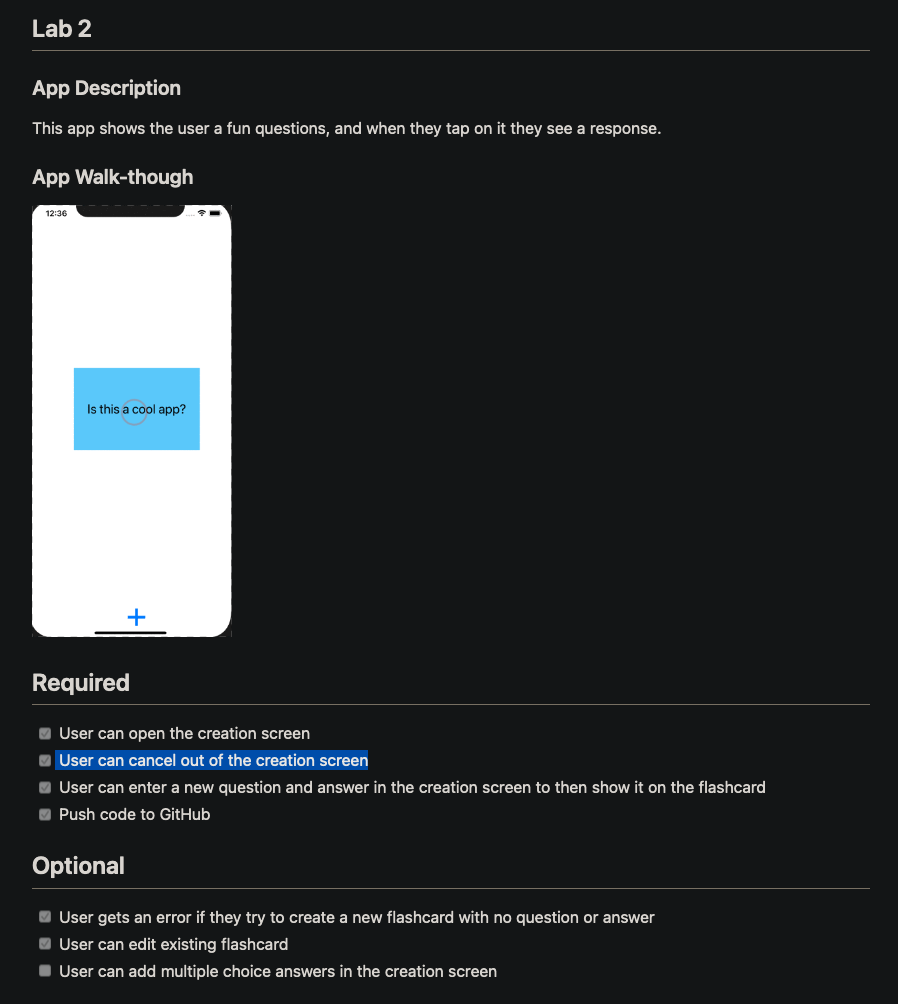 Lab 2
App Description
This app shows the user a fun questions, and when they tap on it they see a response.
App Walk-though
12:36
Is this a cool app?
Required
User can open the creation screen
User can cancel out of the creation screen
User can enter a new question and answer in the creation screen to then show it on the flashcard
Push code to GitHub
Optional
User gets an error if they try to create a new flashcard with no question or answer
User can edit existing flashcard
User can add multiple choice answers in the creation screen